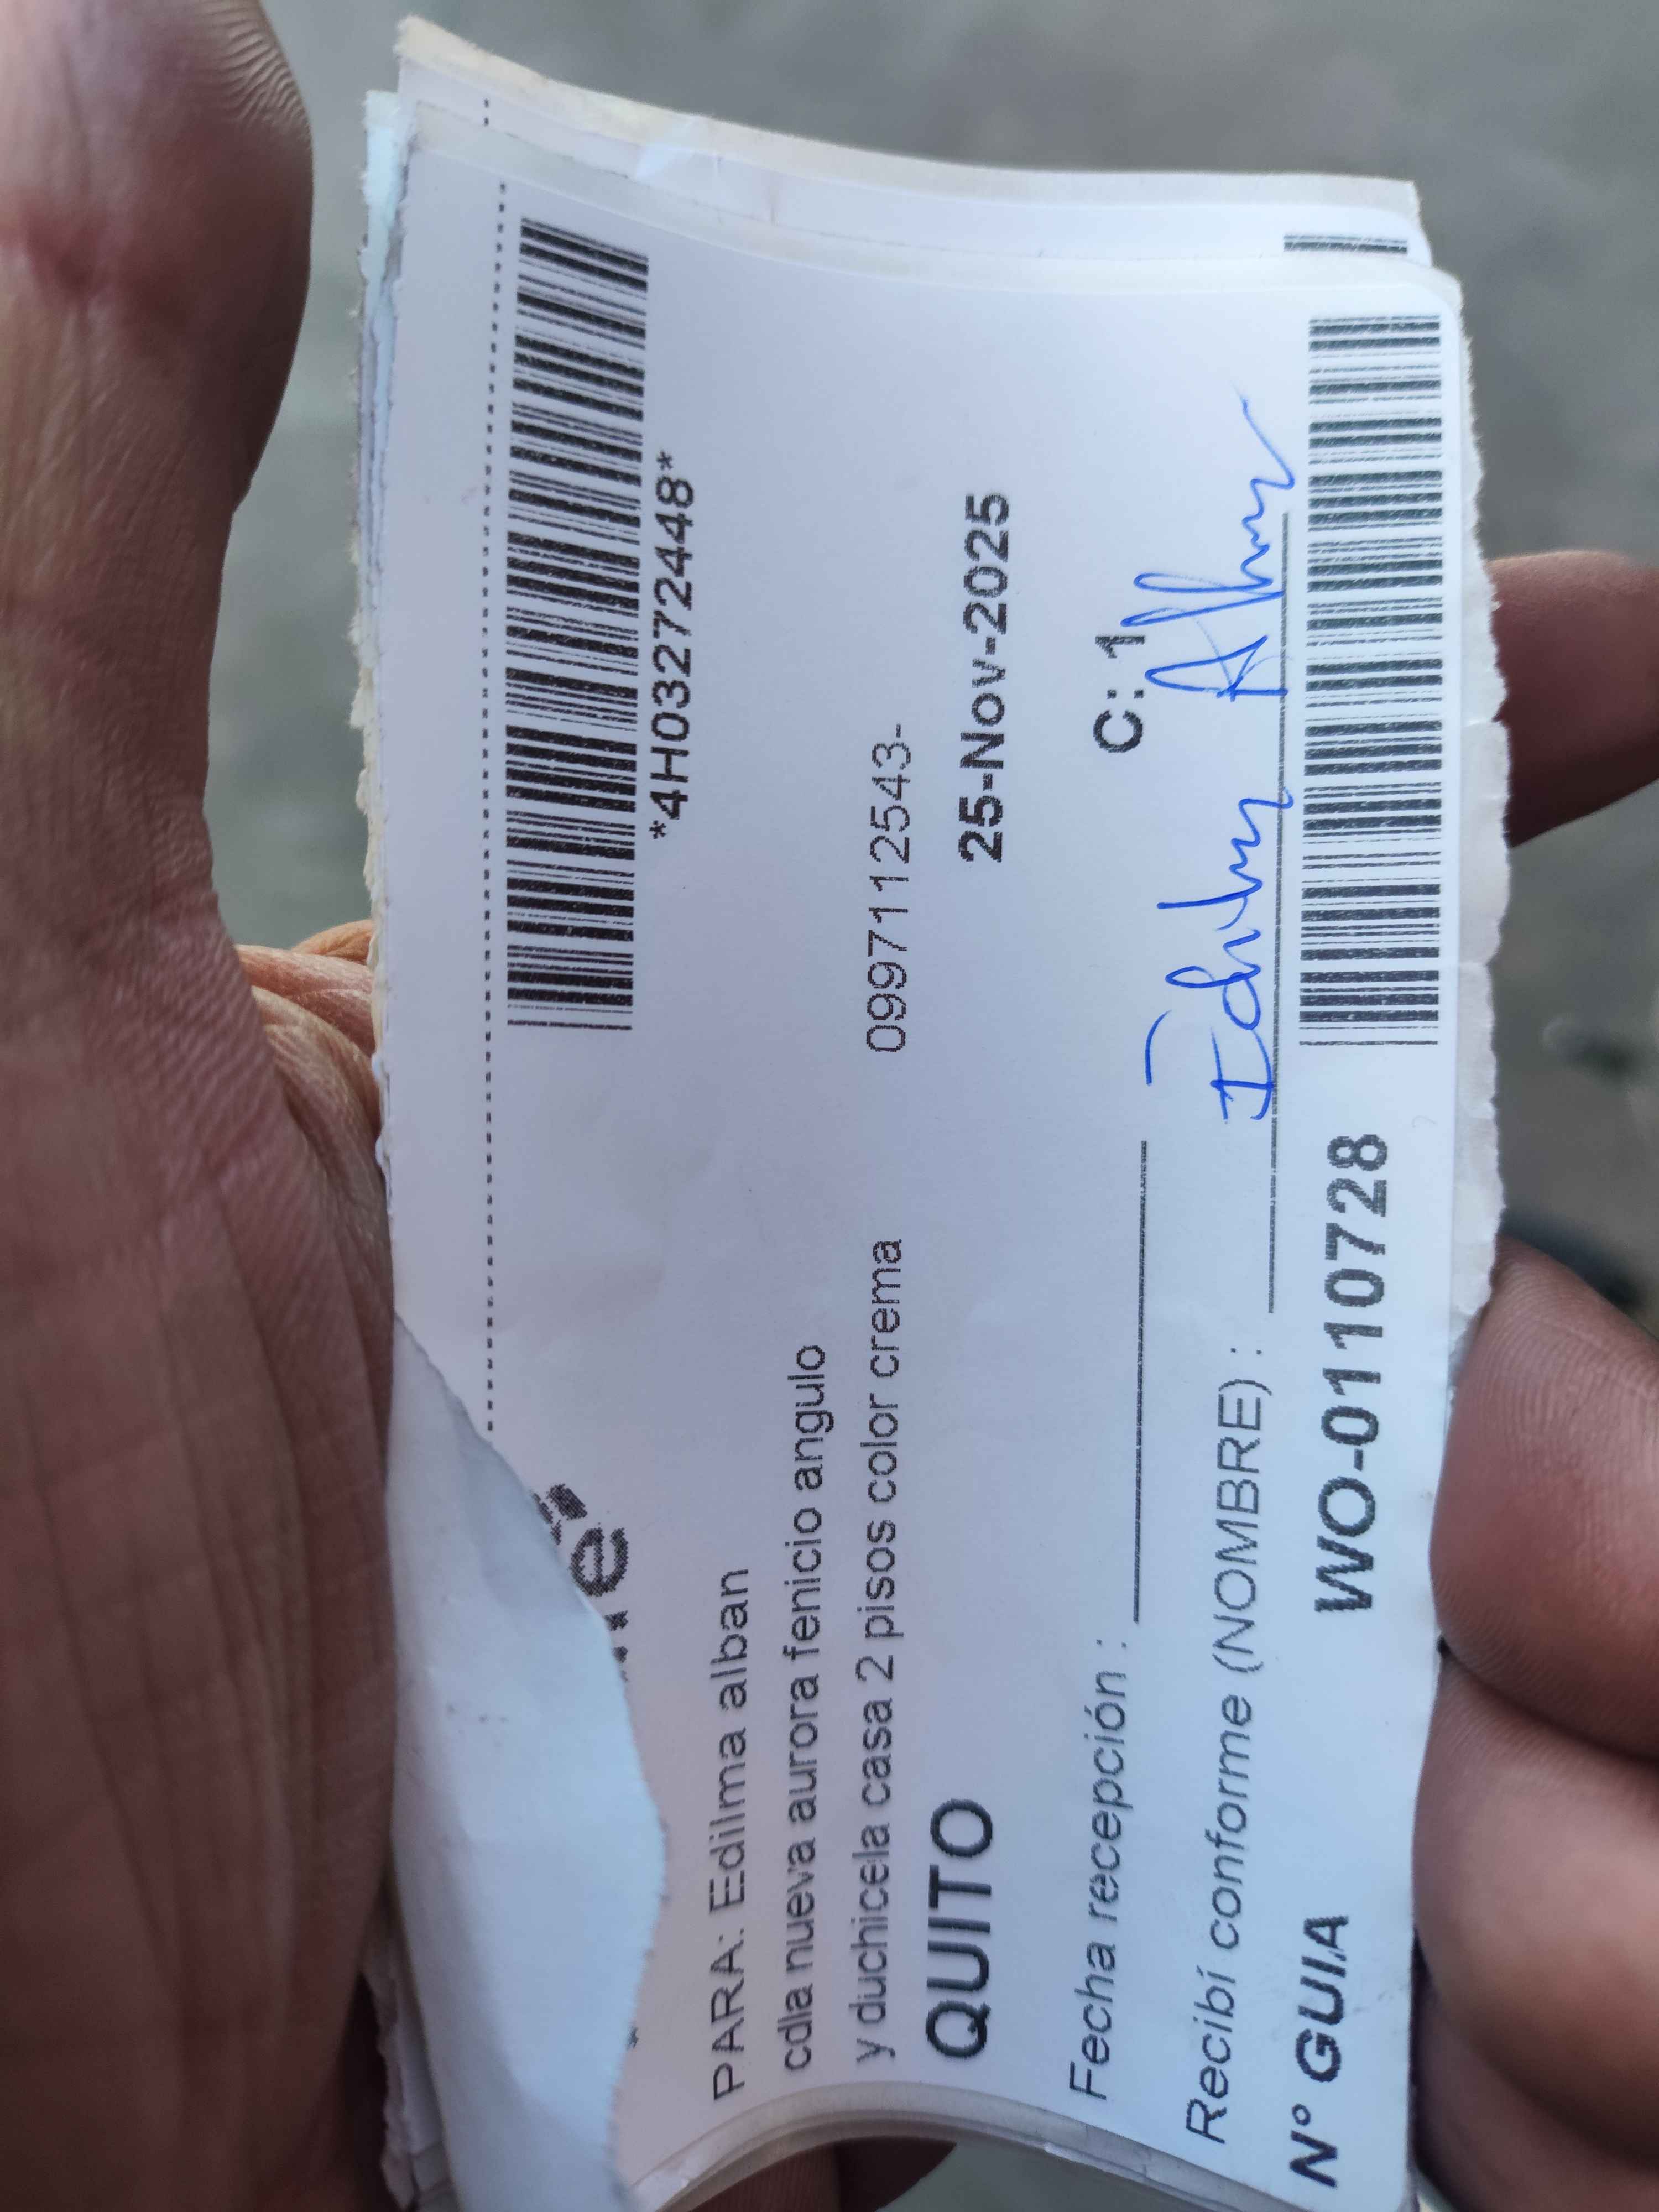 *4H03272448*
PARA: Edilma alban
cdla nueva aurora fenicio angulo
y duchicela casa 2 pisos color crema 0997112543-
QUITO 25-Nov-2025
Fecha recepción : C: 1
Recibí conforme (NOMBRE) :
N° GUIA WO-0110728